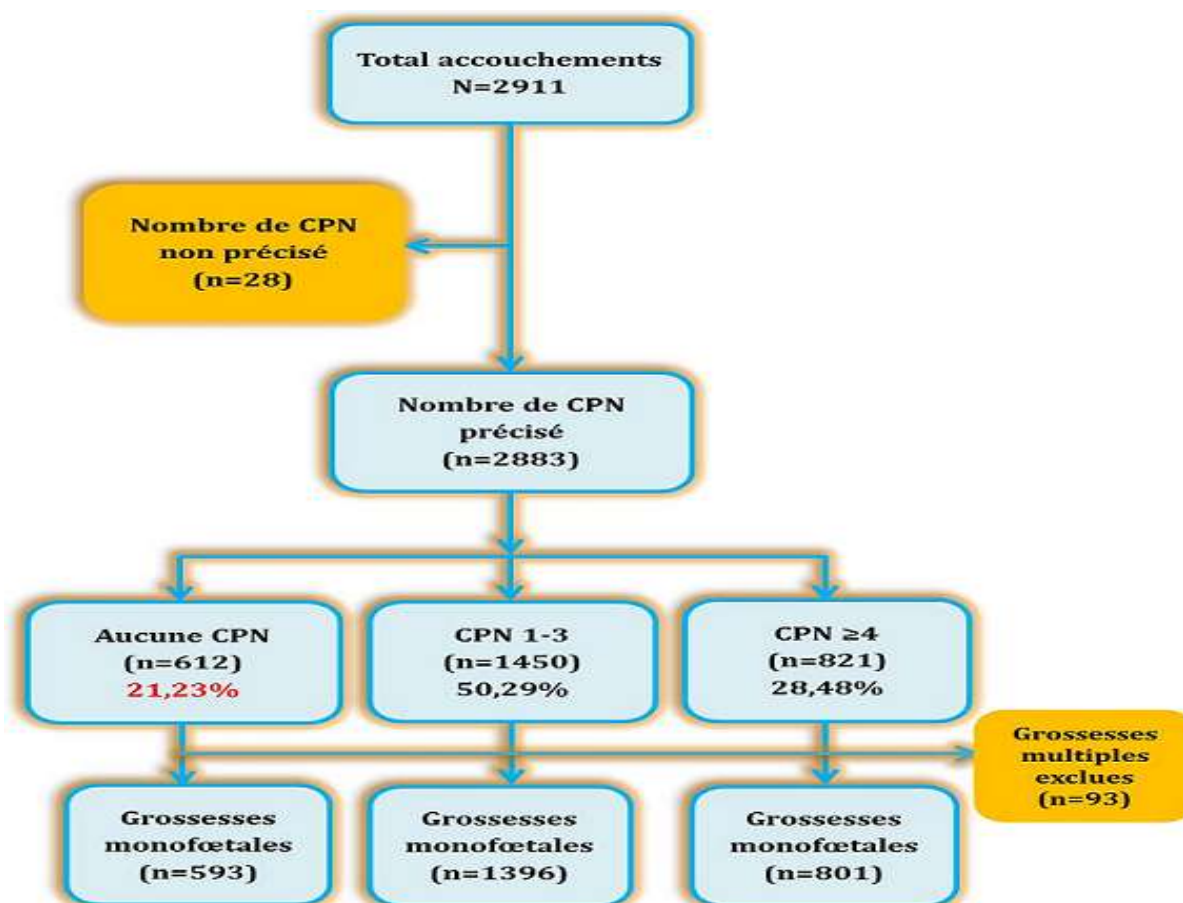 Total accouchements
N=2911
Nombre de CPN
non précisé
(n=28)
Nombre de CPN
précisé
(n=2883)
Aucune CPN
(n=612)
21,23%
CPN 1-3
(n=1450)
50,29%
CPN ≥4
(n=821)
28,48%
Grossesses
multiples
exclues
(n=93)
Grossesses
monofœtales
(n=593)
Grossesses
monofœtales
(n=1396)
Grossesses
monofœtales
(n=801)